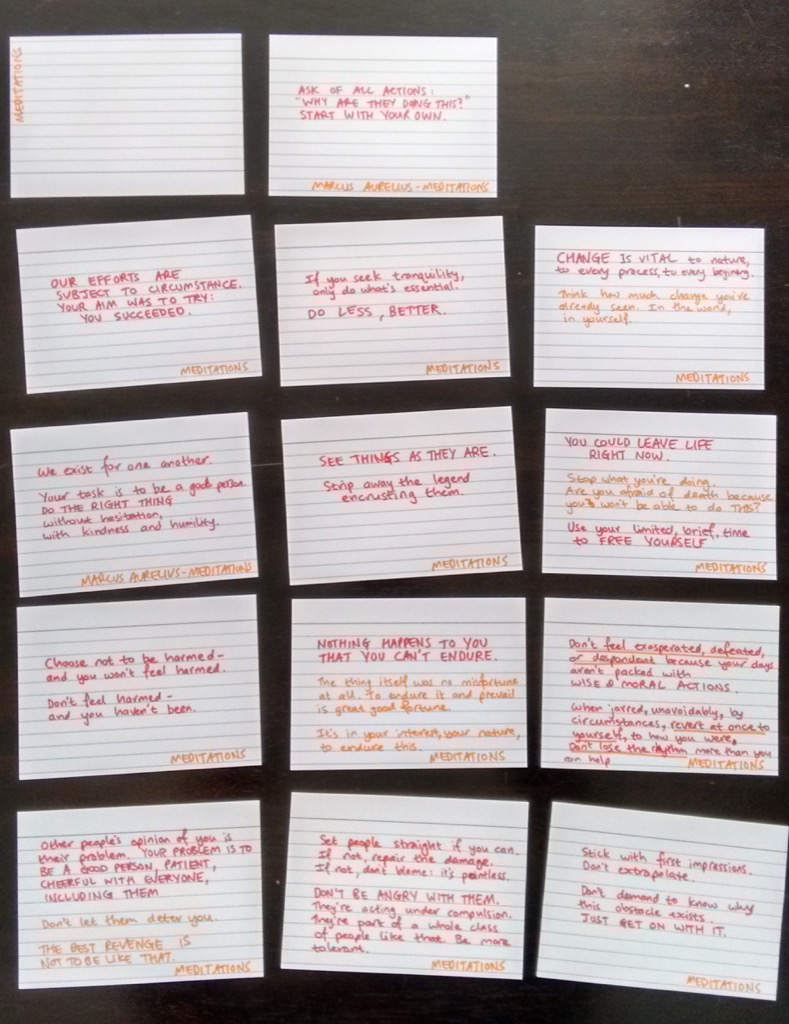 MEDITATIONS
ASK OF ALL ACTIONS:
"WHY ARE THEY DOING THIS?"
START WITH YOUR OWN.
MARCUS AURELIUS - MEDITATIONS
OUR EFFORTS ARE
SUBJECT TO CIRCUMSTANCE.
YOUR AIM WAS TO TRY:
YOU SUCCEEDED.
MEDITATIONS
If you seek tranquility,
only do what's essential.
DO LESS, BETTER.
MEDITATIONS
CHANGE IS VITAL to nature,
to every process, to every beginning.
Think how much change you've
already seen. In the world,
in yourself.
MEDITATIONS
We exist for one another.
Your task is to be a good person.
DO THE RIGHT THING
without hesitation,
with kindness and humility.
MARCUS AURELIUS - MEDITATIONS
SEE THINGS AS THEY ARE.
Strip away the legend
encrusting them.
MEDITATIONS
YOU COULD LEAVE LIFE
RIGHT NOW.
Stop what you're doing.
Are you afraid of death because
you won't be able to do THIS?
Use your limited, brief, time
to FREE YOURSELF
MEDITATIONS
Choose not to be harmed -
and you won't feel harmed.
Don't feel harmed -
and you haven't been.
MEDITATIONS
NOTHING HAPPENS TO YOU
THAT YOU CAN'T ENDURE.
The thing itself was no misfortune
at all. To endure it and prevail
is great good fortune.
It's in your interest, your nature,
to endure this.
MEDITATIONS
Don't feel exasperated, defeated,
or despondent because your days
aren't packed with
WISE & MORAL ACTIONS.
When jarred, unavoidably, by
circumstances, revert at once to
yourself, to how you were,
Don't lose the rhythm more than you
can help
MEDITATIONS
Other people's opinion of you is
their problem. YOUR PROBLEM IS TO
BE A GOOD PERSON, PATIENT,
CHEERFUL WITH EVERYONE,
INCLUDING THEM
Don't let them deter you.
THE BEST REVENGE IS
NOT TO BE LIKE THAT.
MEDITATIONS
Set people straight if you can.
If not, repair the damage.
If not, don't blame: it's pointless.
DON'T BE ANGRY WITH THEM.
They're acting under compulsion.
They're part of a whole class
of people like that. Be more
tolerant.
MEDITATIONS
Stick with first impressions.
Don't extrapolate.
Don't demand to know why
this obstacle exists.
JUST GET ON WITH IT.
MEDITATIONS